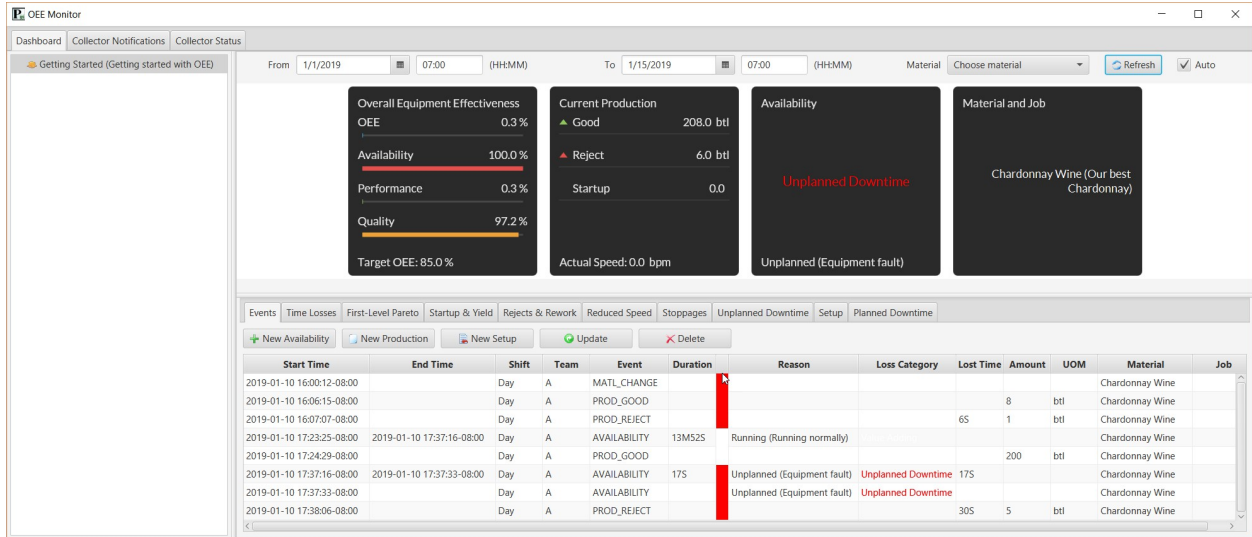 OEE Monitor
Dashboard Collector Notifications Collector Status
Getting Started (Getting started with OEE)
From 1/1/2019 07:00 (HH:MM) To 1/15/2019 07:00 (HH:MM) Material Choose material Refresh Auto
Overall Equipment Effectiveness
OEE 0.3 %
Availability 100.0 %
Performance 0.3 %
Quality 97.2 %
Target OEE: 85.0 %
Current Production
Good 208.0 btl
Reject 6.0 btl
Startup 0.0
Actual Speed: 0.0 bpm
Availability
Unplanned Downtime
Unplanned (Equipment fault)
Material and Job
Chardonnay Wine (Our best
Chardonnay)
Events Time Losses First-Level Pareto Startup & Yield Rejects & Rework Reduced Speed Stoppages Unplanned Downtime Setup Planned Downtime
New Availability New Production New Setup Update Delete
Start Time End Time Shift Team Event Duration Reason Loss Category Lost Time Amount UOM Material Job
2019-01-10 16:00:12-08:00 Day A MATL_CHANGE Chardonnay Wine
2019-01-10 16:06:15-08:00 Day A PROD_GOOD 8 btl Chardonnay Wine
2019-01-10 16:07:07-08:00 Day A PROD_REJECT 6S 1 btl Chardonnay Wine
2019-01-10 17:23:25-08:00 2019-01-10 17:37:16-08:00 Day A AVAILABILITY 13M52S Running (Running normally) Chardonnay Wine
2019-01-10 17:24:29-08:00 Day A PROD_GOOD 200 btl Chardonnay Wine
2019-01-10 17:37:16-08:00 2019-01-10 17:37:33-08:00 Day A AVAILABILITY 17S Unplanned (Equipment fault) Unplanned Downtime 17S Chardonnay Wine
2019-01-10 17:37:33-08:00 Day A AVAILABILITY Unplanned (Equipment fault) Unplanned Downtime Chardonnay Wine
2019-01-10 17:38:06-08:00 Day A PROD_REJECT 30S 5 btl Chardonnay Wine